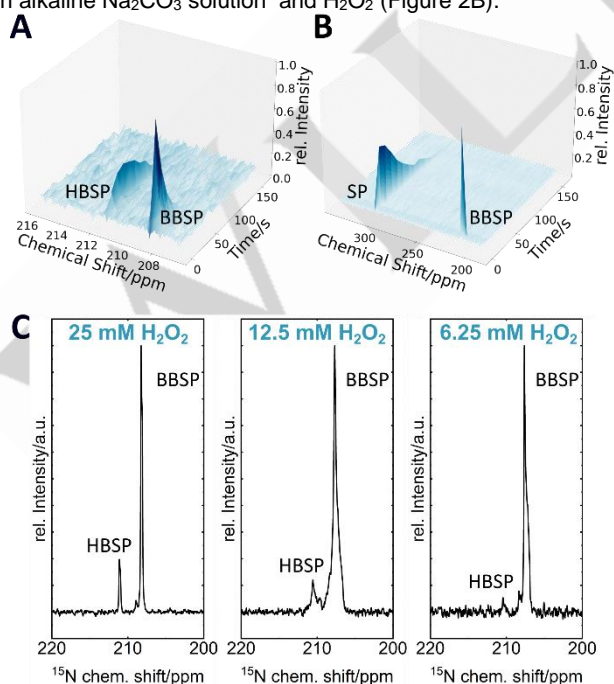 n alkaline Na₂CO₃ solution and H₂O₂ (Figure 2B).
A
1.0
0.8
0.6
0.4
0.2
0.0
rel. Intensity
HBSP
BBSP
216
214
212
210
208
Chemical Shift/ppm
0
50
100
150
Time/s
B
1.0
0.8
0.6
0.4
0.2
rel. Intensity
SP
BBSP
300
250
200
Chemical Shift/ppm
0
50
100
150
Time/s
C
25 mM H₂O₂
BBSP
HBSP
rel. Intensity/a.u.
220 210 200
¹⁵N chem. shift/ppm
12.5 mM H₂O₂
BBSP
HBSP
rel. Intensity/a.u.
220 210 200
¹⁵N chem. shift/ppm
6.25 mM H₂O₂
BBSP
HBSP
rel. Intensity/a.u.
220 210 200
¹⁵N chem. shift/ppm